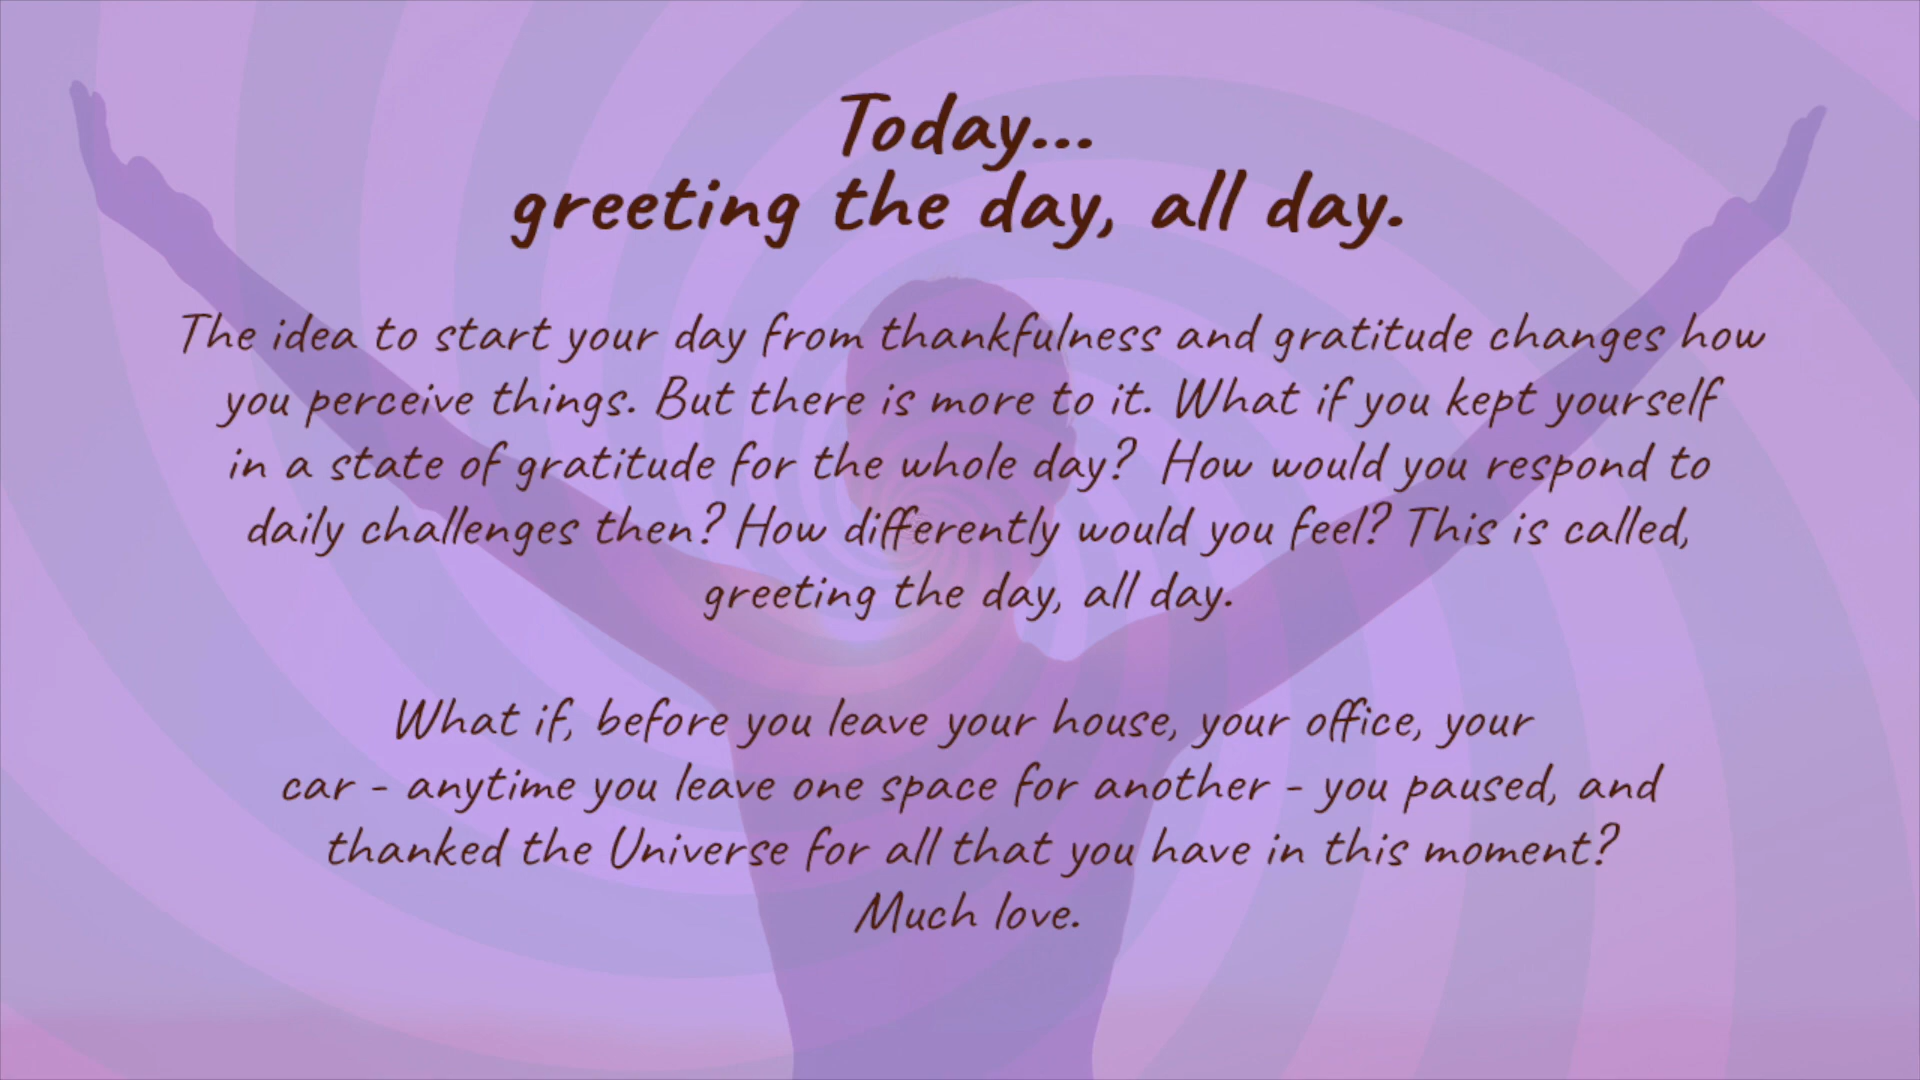 Today...
greeting the day, all day.
The idea to start your day from thankfulness and gratitude changes how
you perceive things. But there is more to it. What if you kept yourself
in a state of gratitude for the whole day? How would you respond to
daily challenges then? How differently would you feel? This is called,
greeting the day, all day.
What if, before you leave your house, your office, your
car - anytime you leave one space for another - you paused, and
thanked the Universe for all that you have in this moment?
Much love.